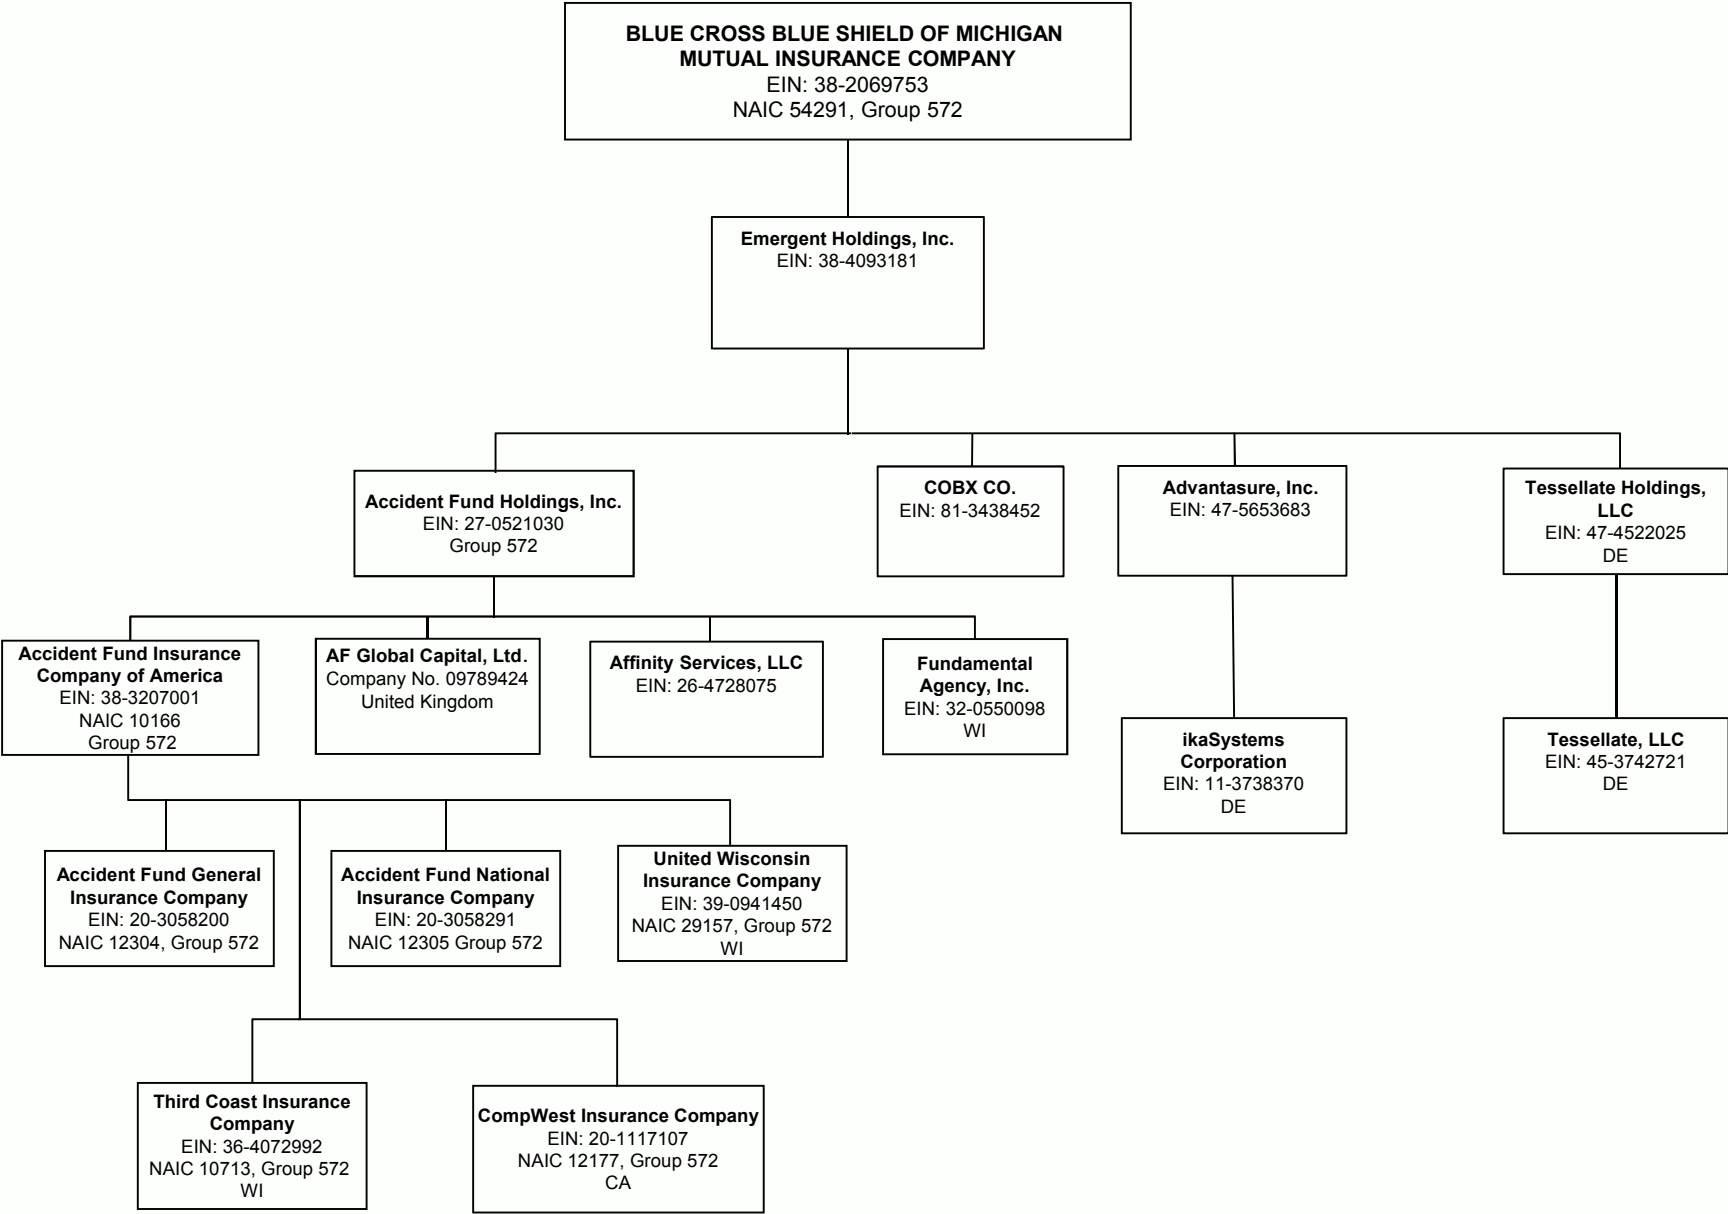 BLUE CROSS BLUE SHIELD OF MICHIGAN
MUTUAL INSURANCE COMPANY
EIN: 38-2069753
NAIC 54291, Group 572
Emergent Holdings, Inc.
EIN: 38-4093181
Accident Fund Holdings, Inc.
EIN: 27-0521030
Group 572
COBX CO.
EIN: 81-3438452
Advantasure, Inc.
EIN: 47-5653683
Tessellate Holdings,
LLC
EIN: 47-4522025
DE
Accident Fund Insurance
Company of America
EIN: 38-3207001
NAIC 10166
Group 572
AF Global Capital, Ltd.
Company No. 09789424
United Kingdom
Affinity Services, LLC
EIN: 26-4728075
Fundamental
Agency, Inc.
EIN: 32-0550098
WI
ikaSystems
Corporation
EIN: 11-3738370
DE
Tessellate, LLC
EIN: 45-3742721
DE
Accident Fund General
Insurance Company
EIN: 20-3058200
NAIC 12304, Group 572
Accident Fund National
Insurance Company
EIN: 20-3058291
NAIC 12305 Group 572
United Wisconsin
Insurance Company
EIN: 39-0941450
NAIC 29157, Group 572
WI
Third Coast Insurance
Company
EIN: 36-4072992
NAIC 10713, Group 572
WI
CompWest Insurance Company
EIN: 20-1117107
NAIC 12177, Group 572
CA